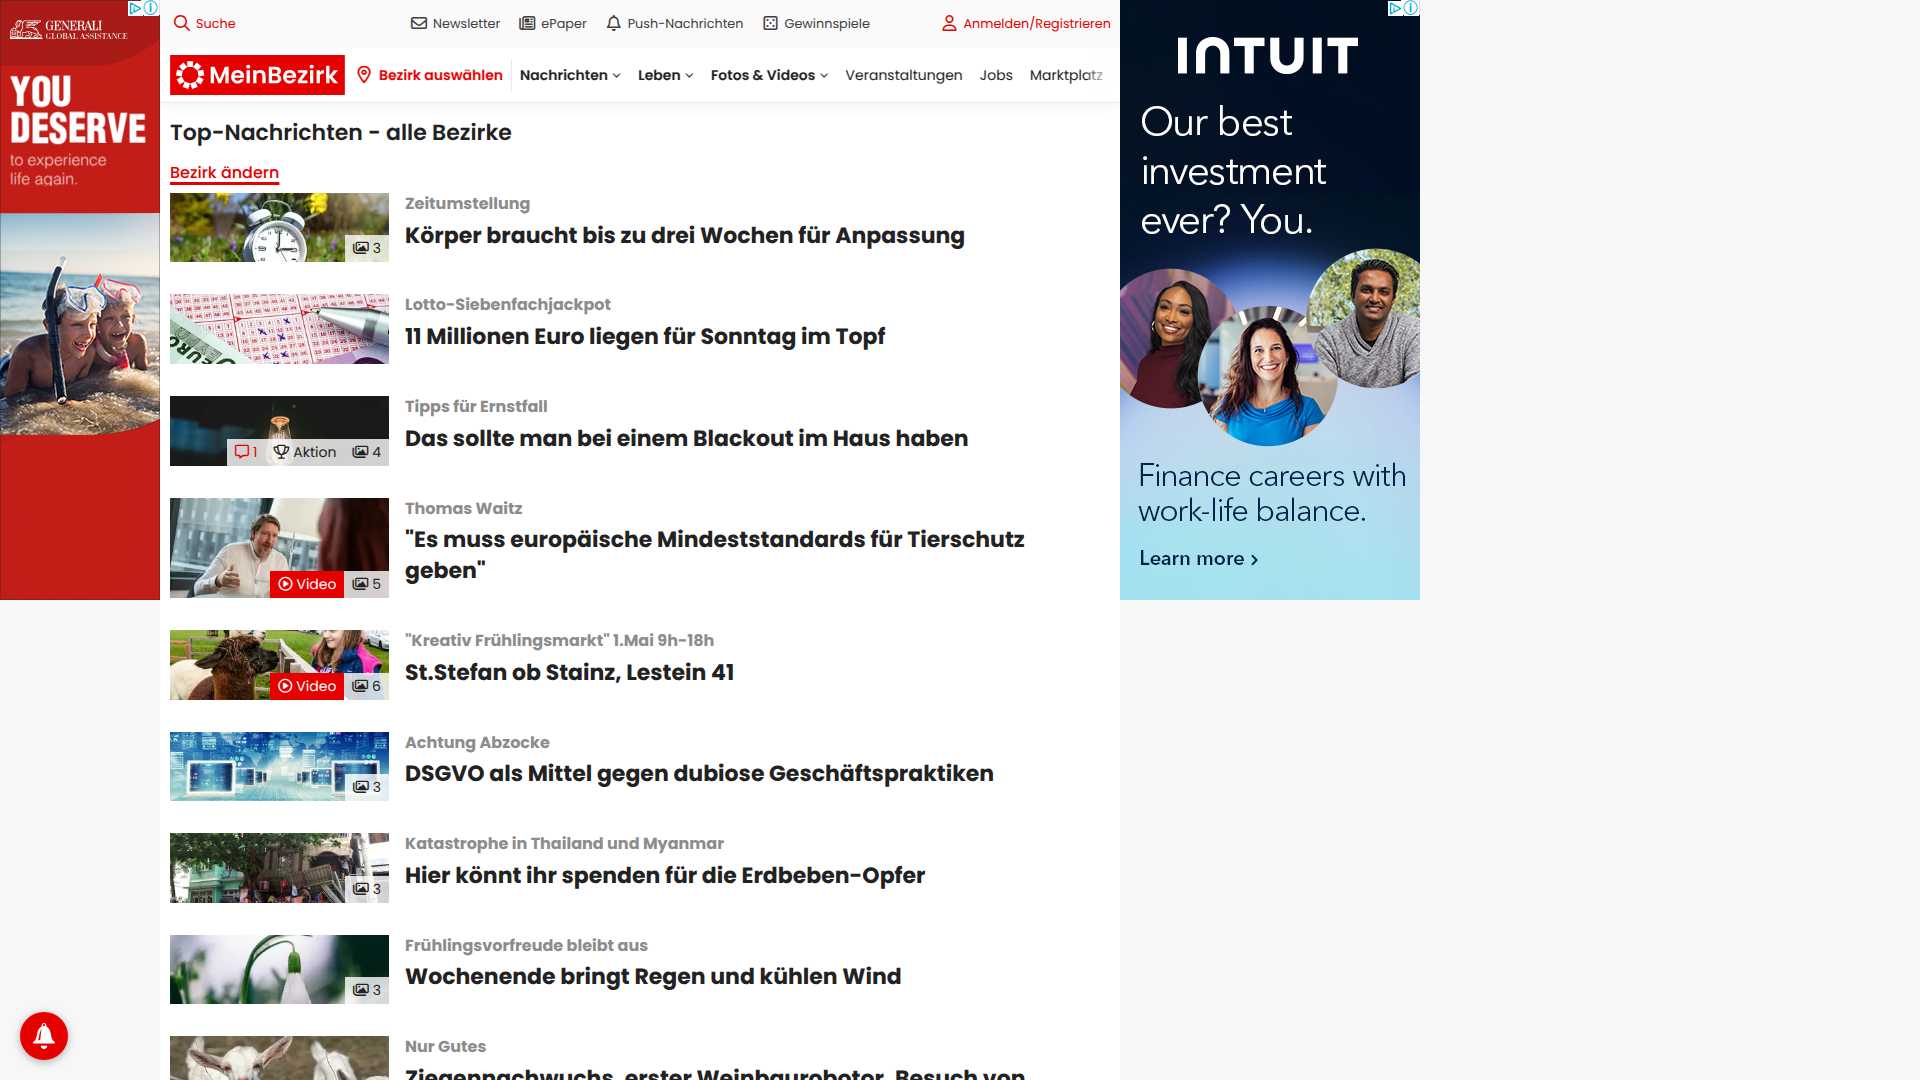 GENERALI
GLOBAL ASSISTANCE
YOU
DESERVE
to experience
life again.
Suche
Newsletter
ePaper
Push-Nachrichten
Gewinnspiele
Anmelden/Registrieren
MeinBezirk
Bezirk auswählen
Nachrichten
Leben
Fotos & Videos
Veranstaltungen
Jobs
Marktplatz
Top-Nachrichten - alle Bezirke
Bezirk ändern
3
Zeitumstellung
Körper braucht bis zu drei Wochen für Anpassung
Lotto-Siebenfachjackpot
11 Millionen Euro liegen für Sonntag im Topf
1
Aktion
4
Tipps für Ernstfall
Das sollte man bei einem Blackout im Haus haben
Video
5
Thomas Waitz
"Es muss europäische Mindeststandards für Tierschutz
geben"
Video
6
"Kreativ Frühlingsmarkt" 1.Mai 9h-18h
St.Stefan ob Stainz, Lestein 41
3
Achtung Abzocke
DSGVO als Mittel gegen dubiose Geschäftspraktiken
3
Katastrophe in Thailand und Myanmar
Hier könnt ihr spenden für die Erdbeben-Opfer
3
Frühlingsvorfreude bleibt aus
Wochenende bringt Regen und kühlen Wind
Nur Gutes
Ziegennachwuchs, erster Weinbauroboter, Besuch von
INTUIT
Our best
investment
ever? You.
Finance careers with
work-life balance.
Learn more >